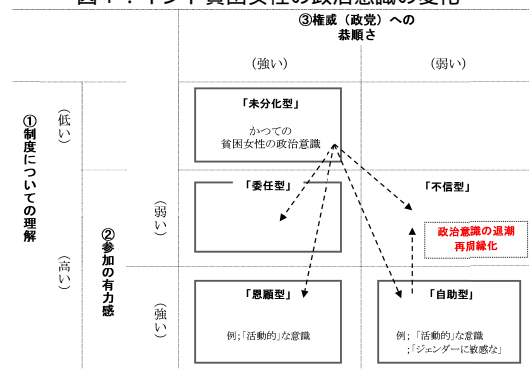 ③権威（政党）への
恭順さ
（強い）
（弱い）
①制度についての理解
（低い）
（高い）
②参加の有力感
（弱い）
（強い）
「未分化型」
かつての
貧困女性の政治意識
「委任型」
「不信型」
政治意識の退潮
再周縁化
「恩顧型」
例；「活動的」な意識
「自助型」
例；「活動的」な意識
；「ジェンダーに敏感な」